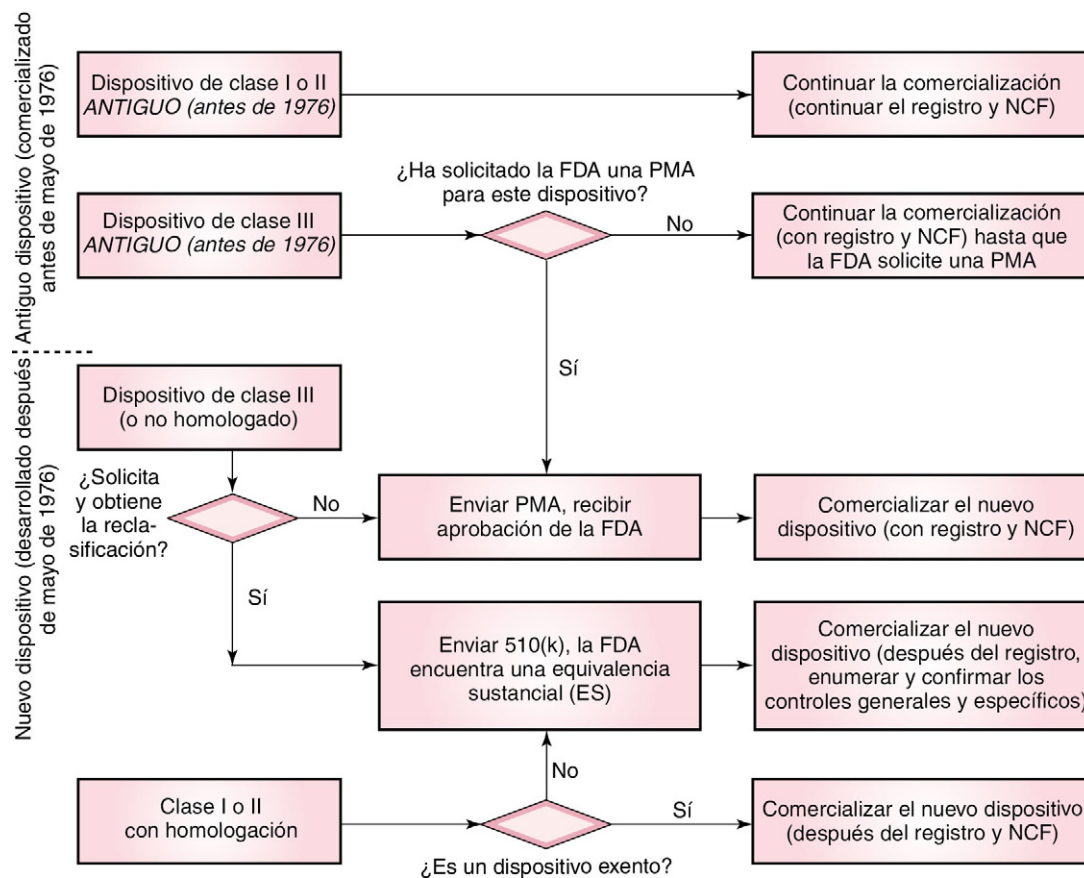 Antiguo dispositivo (comercializado
antes de mayo de 1976)
Dispositivo de clase I o II
ANTIGUO (antes de 1976)
Continuar la comercialización
(continuar el registro y NCF)
¿Ha solicitado la FDA una PMA
para este dispositivo?
Dispositivo de clase III
ANTIGUO (antes de 1976)
No
Continuar la comercialización
(con registro y NCF) hasta que
la FDA solicite una PMA
Sí
Nuevo dispositivo (desarrollado después
de mayo de 1976)
Dispositivo de clase III
(o no homologado)
¿Solicita
y obtiene
la recla-
sificación?
No
Enviar PMA, recibir
aprobación de la FDA
Comercializar el nuevo
dispositivo (con registro y NCF)
Sí
Enviar 510(k), la FDA
encuentra una equivalencia
sustancial (ES)
Comercializar el nuevo
dispositivo (después del registro,
enumerar y confirmar los
controles generales y específicos)
No
Clase I o II
con homologación
Sí
Comercializar el nuevo dispositivo
(después del registro y NCF)
¿Es un dispositivo exento?